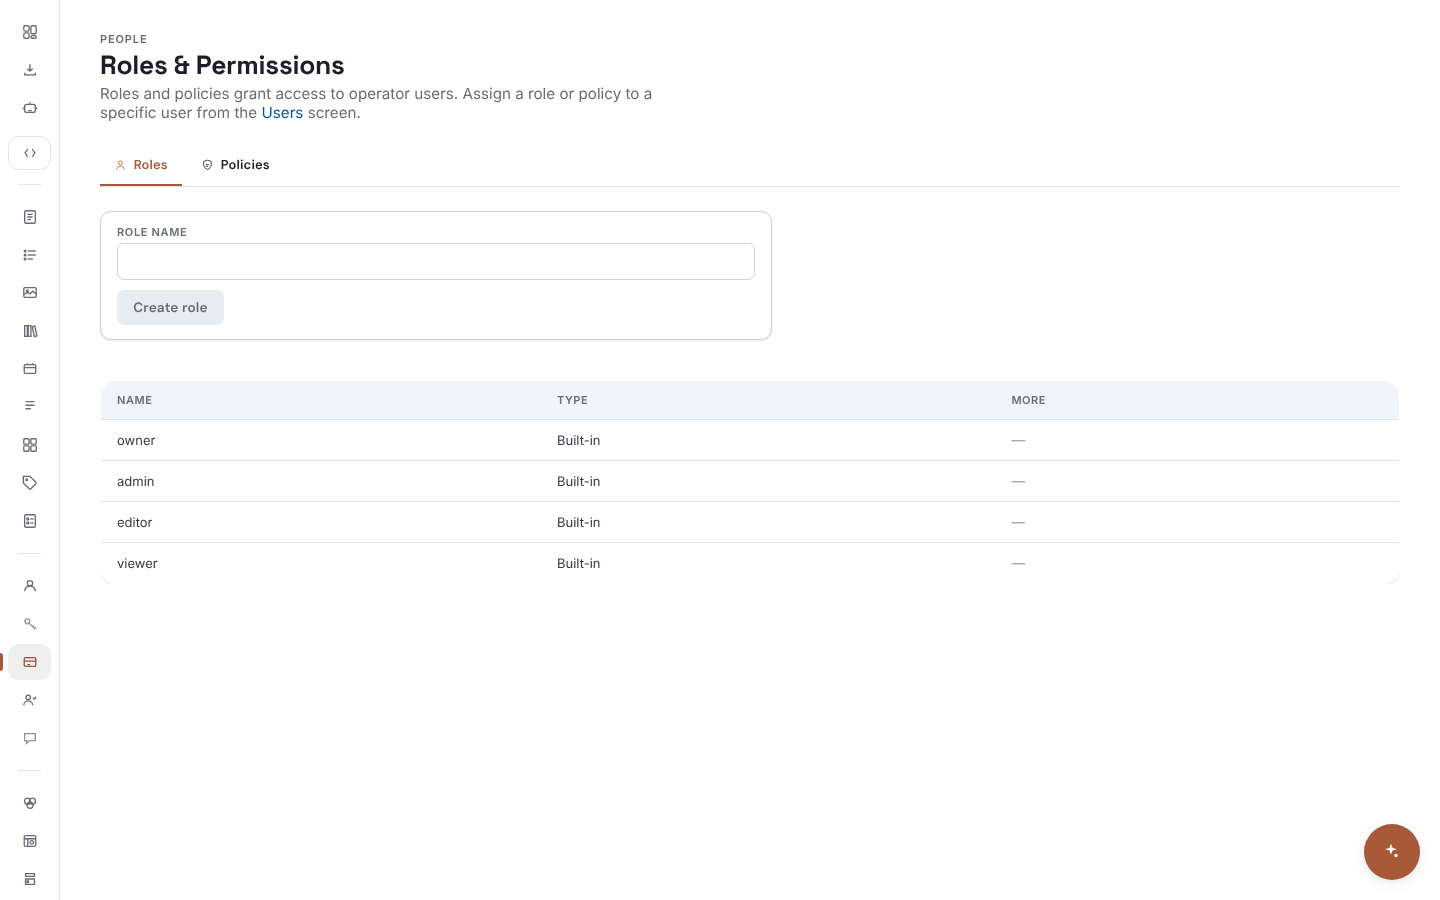 PEOPLE
Roles & Permissions
Roles and policies grant access to operator users. Assign a role or policy to a
specific user from the Users screen.
Roles Policies
ROLE NAME
Create role
NAME TYPE MORE
owner Built-in —
admin Built-in —
editor Built-in —
viewer Built-in —